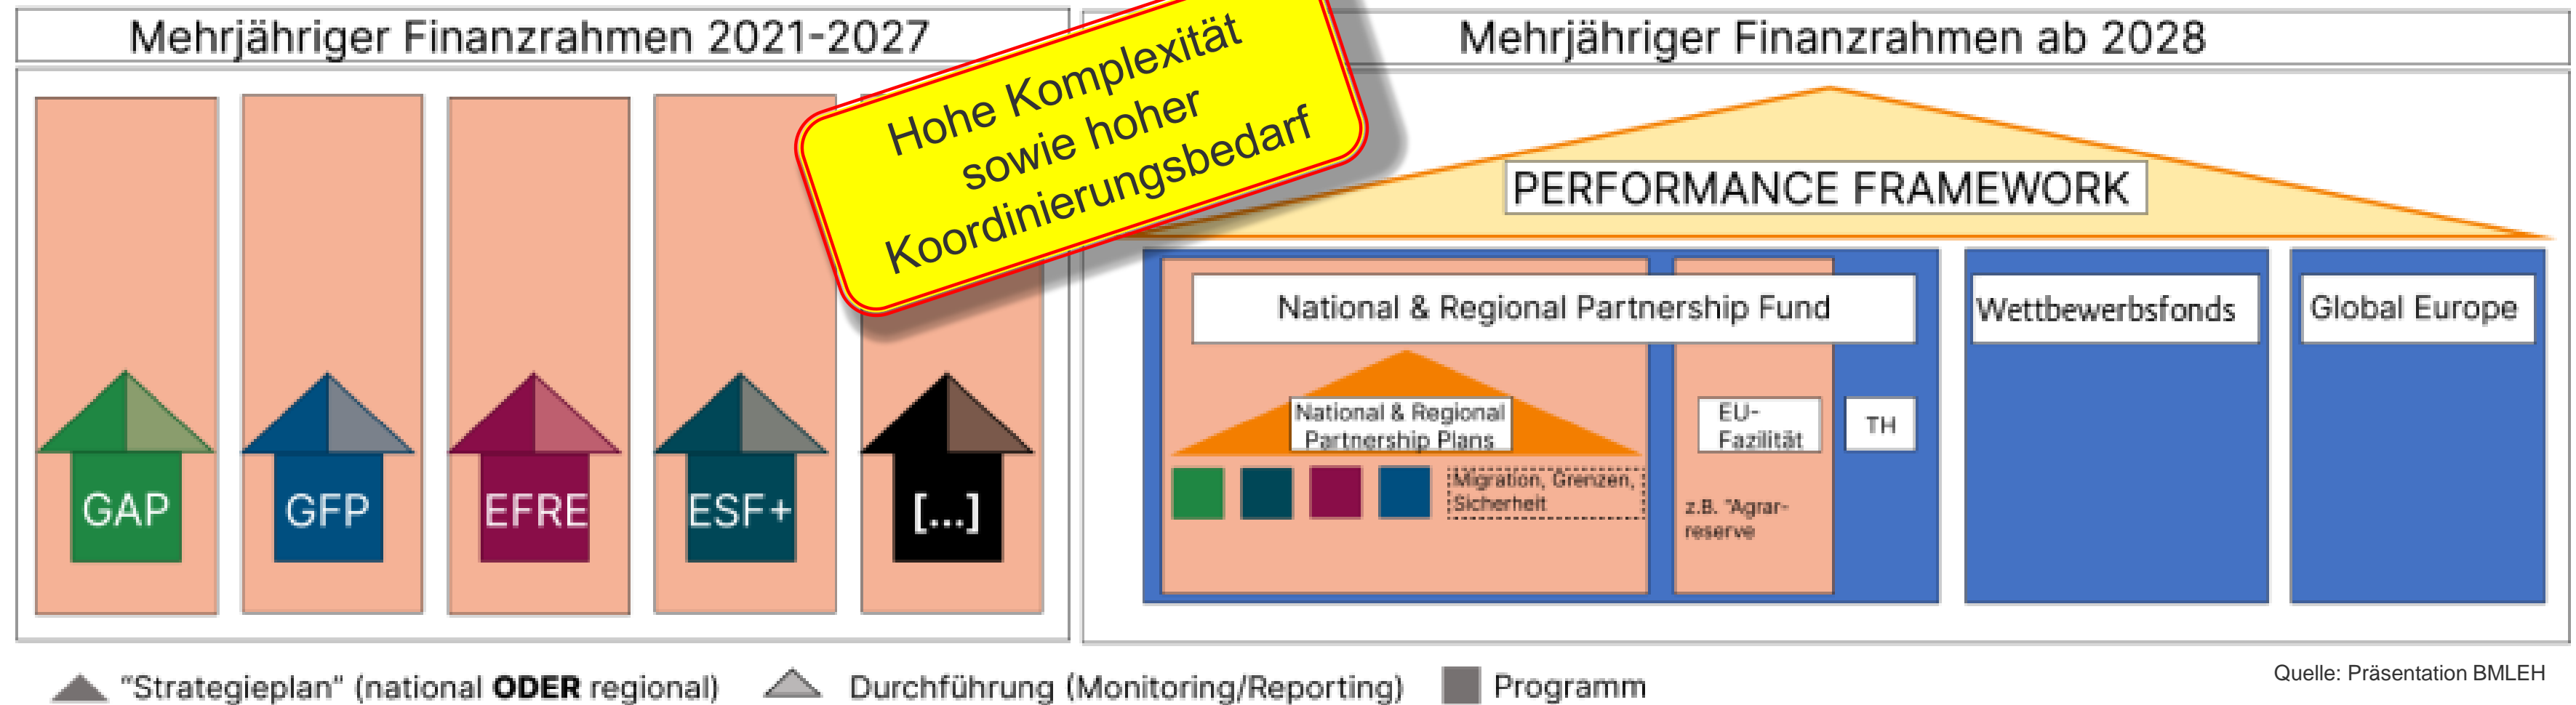 Mehrjähriger Finanzrahmen 2021-2027
Hohe Komplexität
sowie hoher
Koordinierungsbedarf
GAP
GFP
EFRE
ESF+
[...]
Mehrjähriger Finanzrahmen ab 2028
PERFORMANCE FRAMEWORK
National & Regional Partnership Fund
Wettbewerbsfonds
Global Europe
National & Regional
Partnership Plans
EU-
Fazilität
TH
Migration, Grenzen,
Sicherheit
z.B. "Agrar-
reserve
"Strategieplan" (national ODER regional)
Durchführung (Monitoring/Reporting)
Programm
Quelle: Präsentation BMLEH